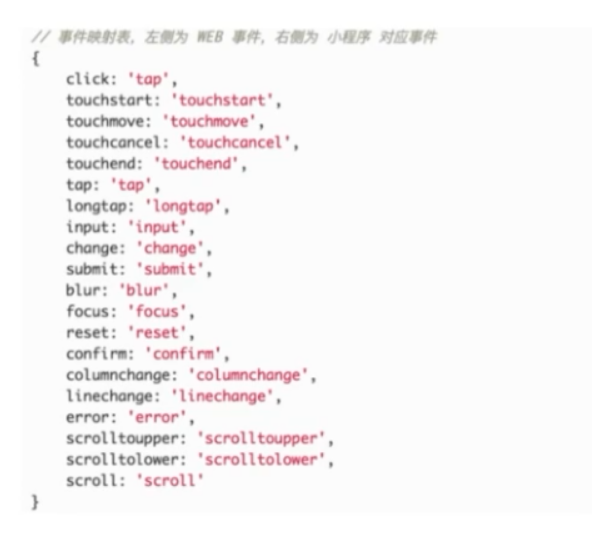 // 事件映射表, 左侧为 WEB 事件, 右侧为 小程序 对应事件
{
    click: 'tap',
    touchstart: 'touchstart',
    touchmove: 'touchmove',
    touchcancel: 'touchcancel',
    touchend: 'touchend',
    tap: 'tap',
    longtap: 'longtap',
    input: 'input',
    change: 'change',
    submit: 'submit',
    blur: 'blur',
    focus: 'focus',
    reset: 'reset',
    confirm: 'confirm',
    columnchange: 'columnchange',
    linechange: 'linechange',
    error: 'error',
    scrolltoupper: 'scrolltoupper',
    scrolltolower: 'scrolltolower',
    scroll: 'scroll'
}